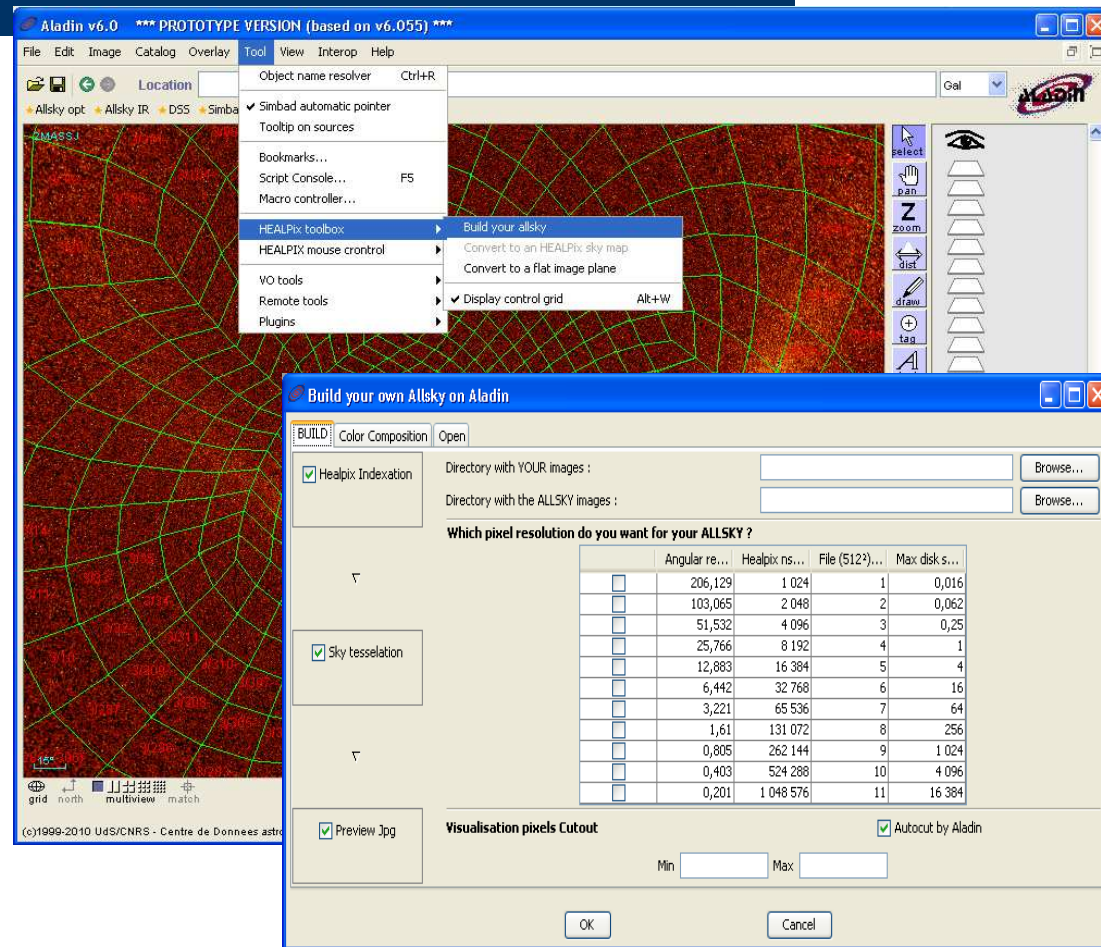 Aladin v6.0 *** PROTOTYPE VERSION (based on v6.055) ***
File Edit Image Catalog Overlay Tool View Interop Help
Location
Gal
ALADIN
Allsky opt Allsky IR DSS Simba
Object name resolver Ctrl+R
Simbad automatic pointer
Tooltip on sources
Bookmarks...
Script Console... F5
Macro controller...
HEALPix toolbox
HEALPIX mouse crontrol
VO tools
Remote tools
Plugins
Build your allsky
Convert to an HEALPix sky map
Convert to a flat image plane
Display control grid Alt+W
2MASSJ
select
pan
zoom
dist
draw
tag
15°
grid north multiview match
(c)1999-2010 UdS/CNRS - Centre de Donnees astr
Build your own Allsky on Aladin
BUILD Color Composition Open
Healpix Indexation
Directory with YOUR images : Browse...
Directory with the ALLSKY images : Browse...
Which pixel resolution do you want for your ALLSKY ?
Angular re... Healpix ns... File (512²)... Max disk s...
206,129 1 024 1 0,016
103,065 2 048 2 0,062
51,532 4 096 3 0,25
25,766 8 192 4 1
12,883 16 384 5 4
6,442 32 768 6 16
3,221 65 536 7 64
1,61 131 072 8 256
0,805 262 144 9 1 024
0,403 524 288 10 4 096
0,201 1 048 576 11 16 384
Sky tesselation
Preview Jpg
Visualisation pixels Cutout
Autocut by Aladin
Min Max
OK Cancel